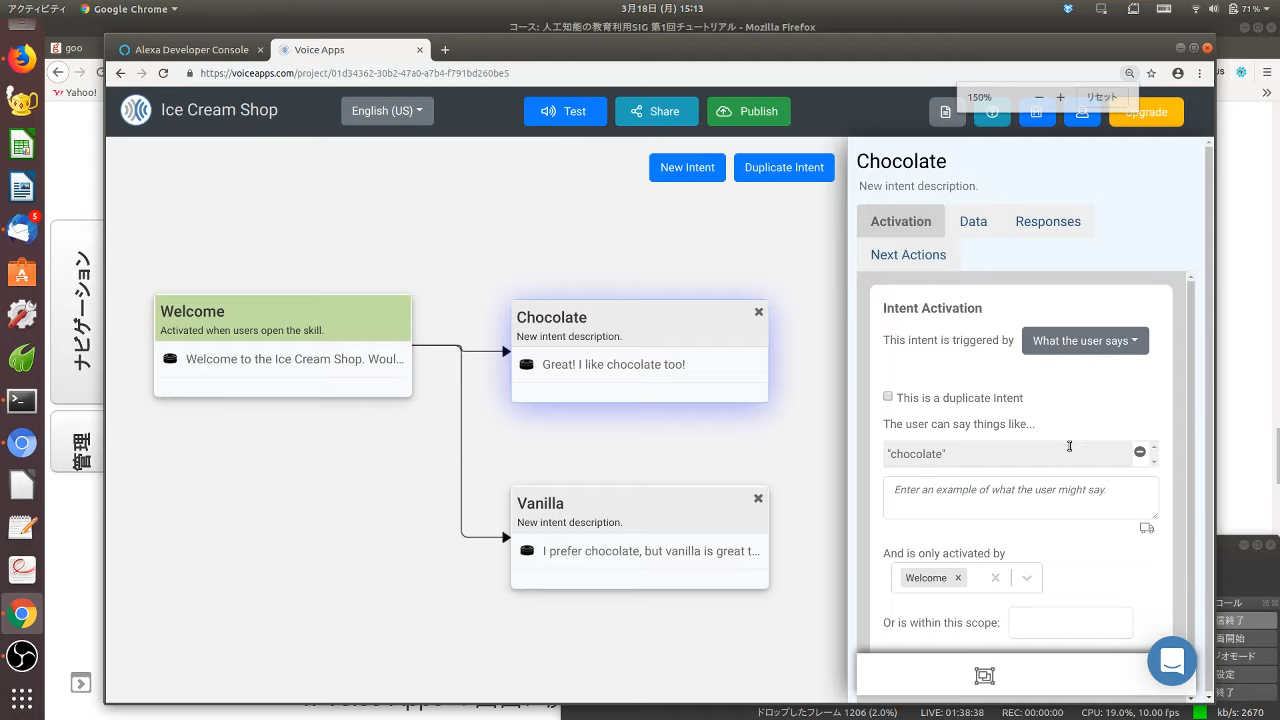 アクティビティ
Google Chrome
3月18日 (月) 15:13
71%
コース: 人工知能の教育利用SIG 第1回チュートリアル - Mozilla Firefox
goo
Yahoo!
5
ナビゲーション
管理
Alexa Developer Console
Voice Apps
https://voiceapps.com/project/01d34362-30b2-47a0-a7b4-f791bd260be5
150%
リセット
Ice Cream Shop
English (US)
Test
Share
Publish
Upgrade
New Intent
Duplicate Intent
Welcome
Activated when users open the skill.
Welcome to the Ice Cream Shop. Woul...
Chocolate
New intent description.
Great! I like chocolate too!
Vanilla
New intent description.
I prefer chocolate, but vanilla is great t...
Chocolate
New intent description.
Activation
Data
Responses
Next Actions
Intent Activation
This intent is triggered by
What the user says
This is a duplicate Intent
The user can say things like...
"chocolate"
Enter an example of what the user might say.
And is only activated by
Welcome
Or is within this scope:
ロール
信終了
画開始
ジオモード
設定
終了
ドロップしたフレーム 1206 (2.0%)
LIVE: 01:38:38
REC: 00:00:00
CPU: 19.0%, 10.00 fps
kb/s: 2670